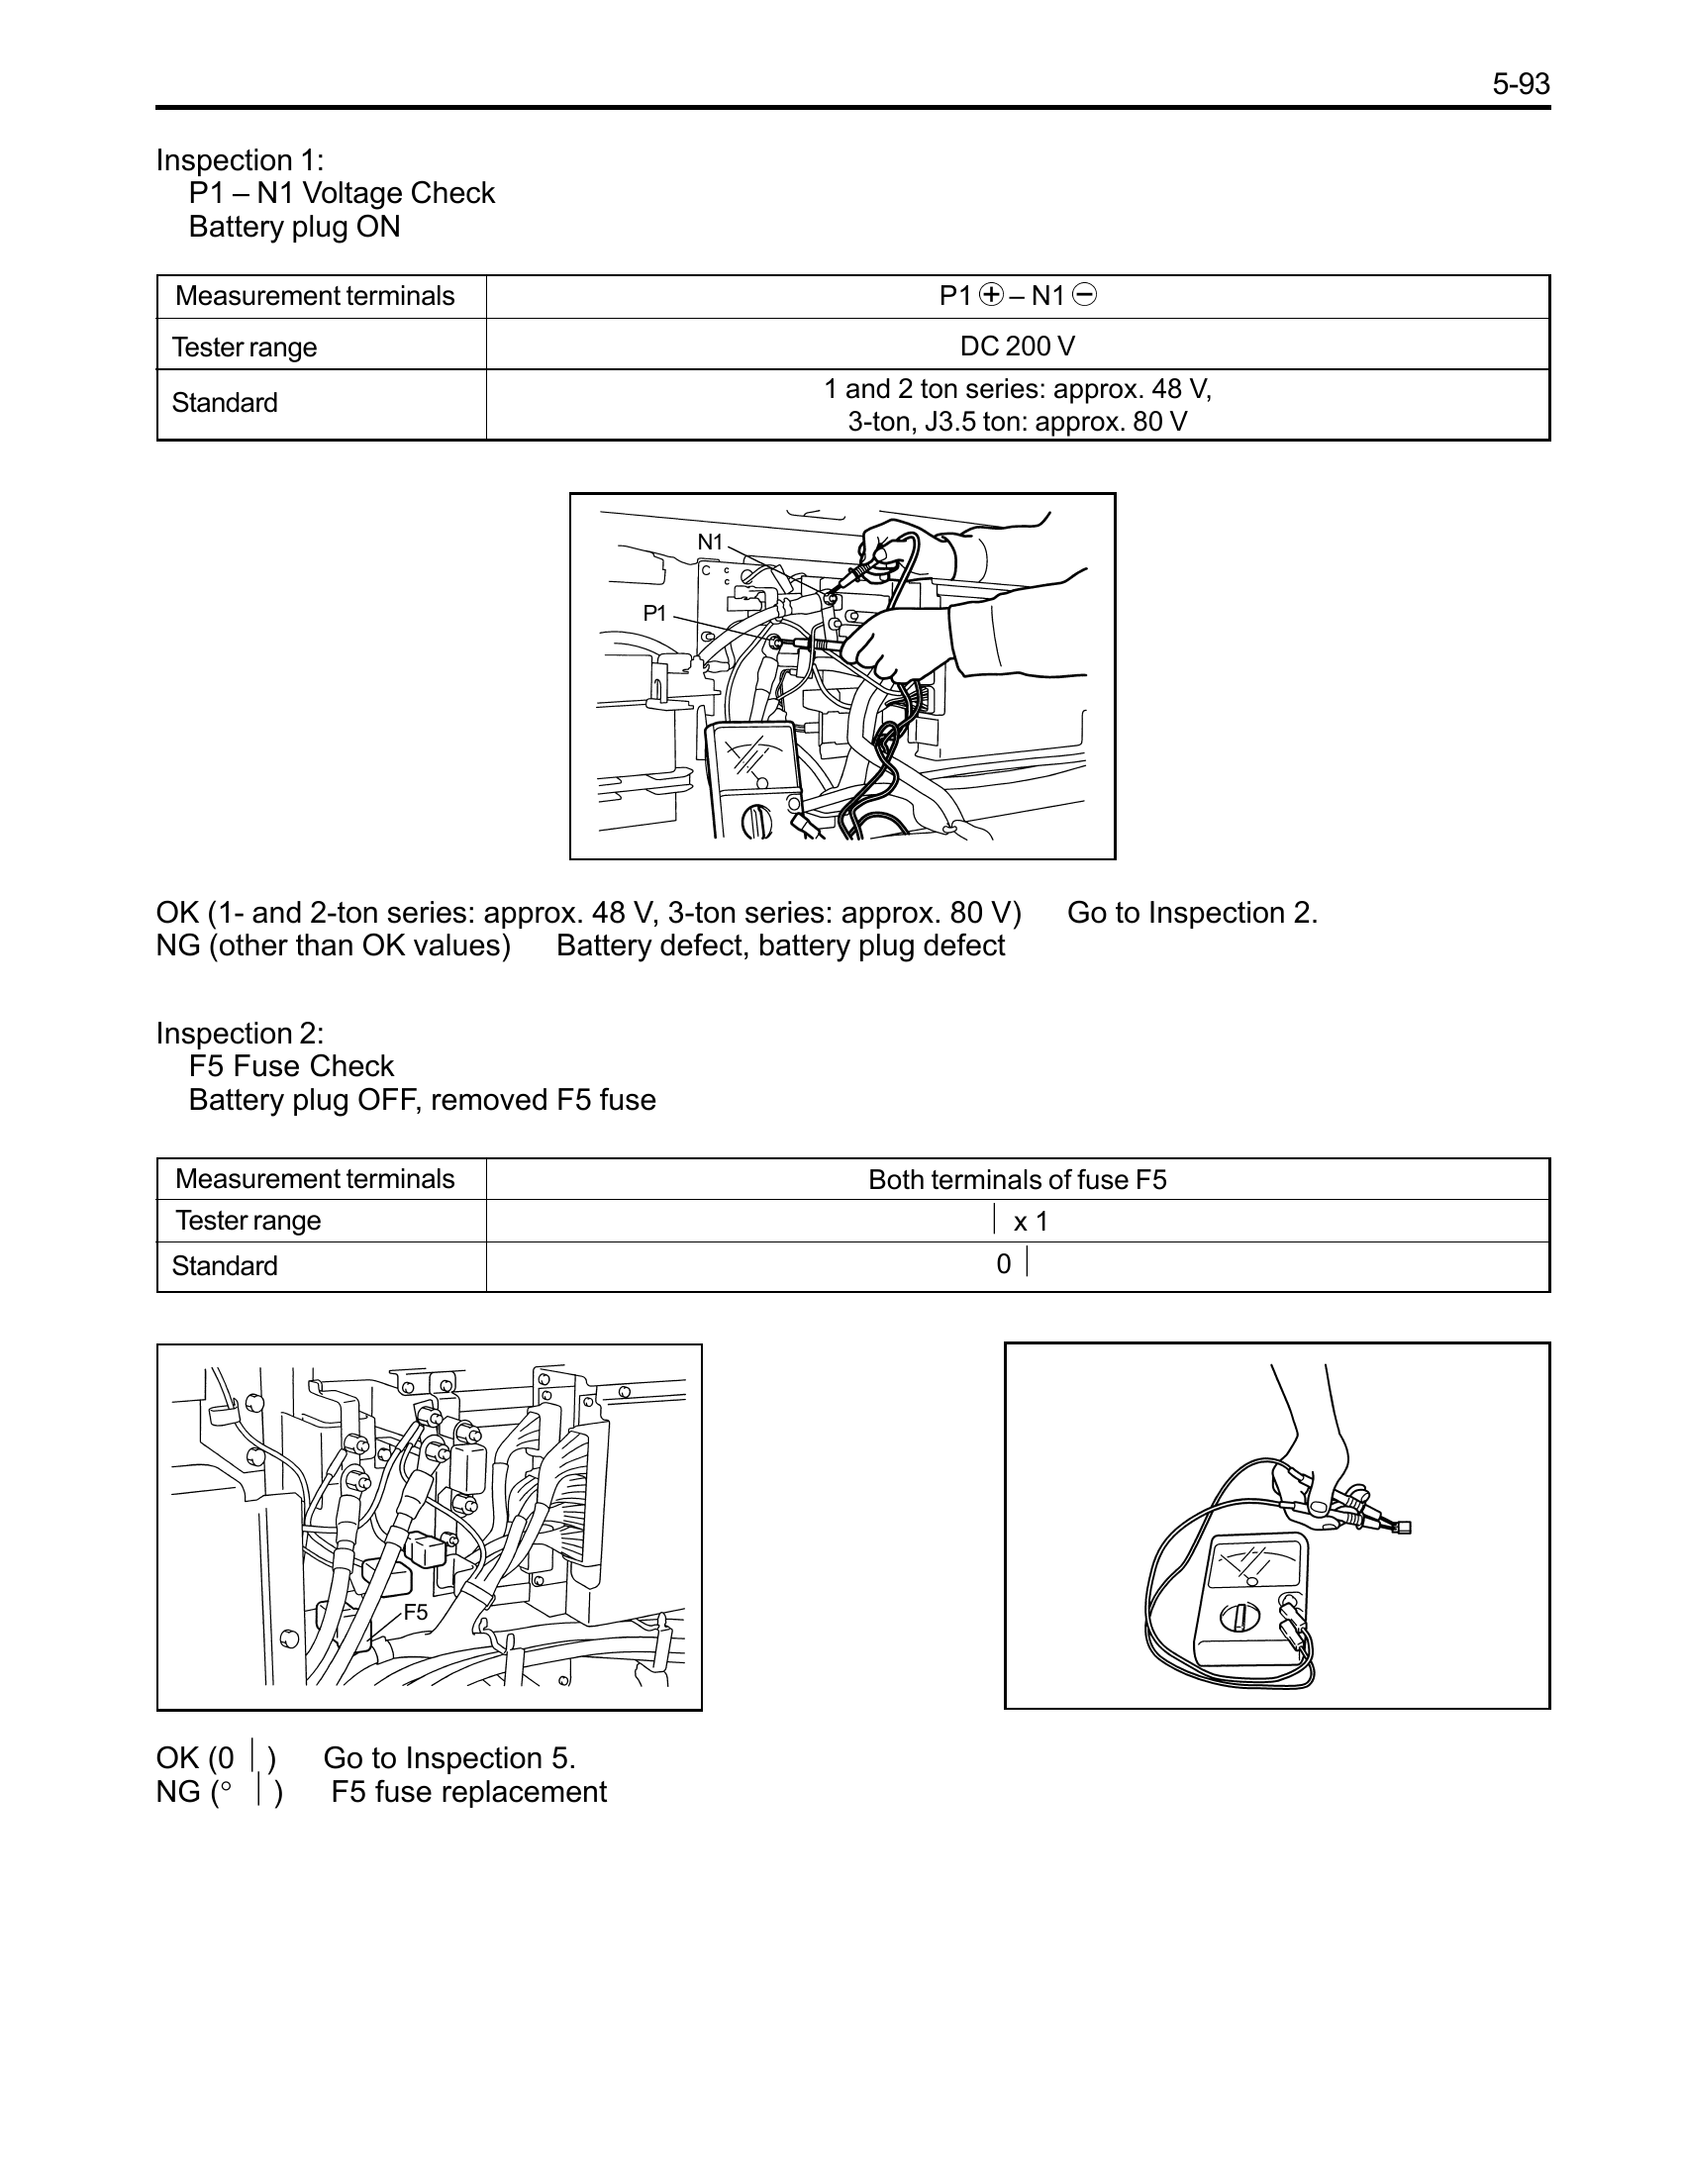 5-93
Inspection 1:
P1 – N1 Voltage Check
Battery plug ON
Measurement terminals P1 ⊕ – N1 ⊖
Tester range DC 200 V
Standard 1 and 2 ton series: approx. 48 V,
3-ton, J3.5 ton: approx. 80 V
N1
C c
c
P1
OK (1- and 2-ton series: approx. 48 V, 3-ton series: approx. 80 V) Go to Inspection 2.
NG (other than OK values) Battery defect, battery plug defect
Inspection 2:
F5 Fuse Check
Battery plug OFF, removed F5 fuse
Measurement terminals Both terminals of fuse F5
Tester range | x 1
Standard 0 |
F5
OK (0 | ) Go to Inspection 5.
NG (° | ) F5 fuse replacement